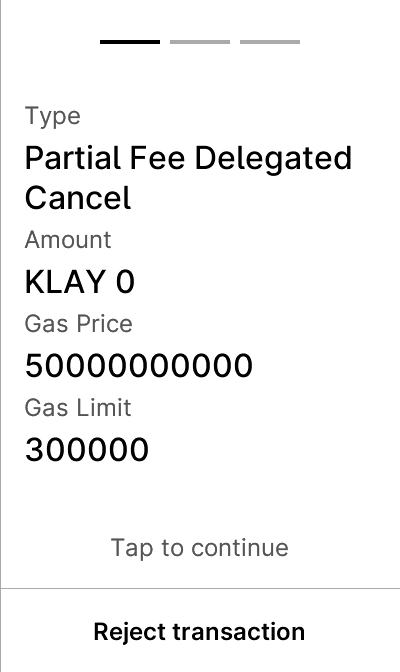 Type
Partial Fee Delegated
Cancel
Amount
KLAY 0
Gas Price
50000000000
Gas Limit
300000
Tap to continue
Reject transaction